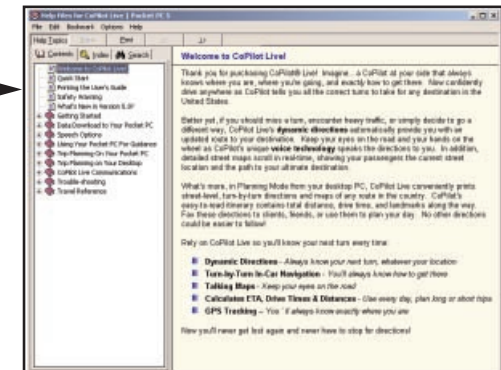 Help Files for CoPilot Live | Pocket PC 5
File Edit Bookmark Options Help
Help Topics Print
Contents Index Search
Welcome to CoPilot Live!
Quick Start
Printing the User's Guide
Safety Warning
What's New in Version 5.0?
Getting Started
Data Download to Your Pocket PC
Speech Options
Using Your Pocket PC For Guidance
Trip Planning On Your Pocket PC
Trip Planning on Your Desktop
CoPilot Live Communications
Trouble-shooting
Travel Reference
Welcome to CoPilot Live!
Thank you for purchasing CoPilot® Live! Imagine... a CoPilot at your side that always
knows where you are, where you're going, and exactly how to get there. Now confidently
drive anywhere as CoPilot tells you all the correct turns to take for any destination in the
United States.
Better yet, if you should miss a turn, encounter heavy traffic, or simply decide to go a
different way, CoPilot Live's dynamic directions automatically provide you with an
updated route to your destination. Keep your eyes on the road and your hands on the
wheel as CoPilot's unique voice technology speaks the directions to you. In addition,
detailed street maps scroll in real-time, showing your passengers the current street
location and the path to your ultimate destination.
What's more, in Planning Mode from your desktop PC, CoPilot Live conveniently prints
street-level, turn-by-turn directions and maps of any route in the country. CoPilot's
easy-to-read itinerary contains total distance, drive time, and landmarks along the way.
Fax these directions to clients, friends, or use them to plan your day. No other directions
could be easier to follow!
Rely on CoPilot Live so you'll know your next turn every time:
Dynamic Directions - Always know your next turn, whatever your location
Turn-by-Turn In-Car Navigation - You'll always know how to get there
Talking Maps - Keep your eyes on the road
Calculates ETA, Drive Times & Distances - Use every day, plan long or short trips
GPS Tracking – You ' ll always know exactly where you are
Now you'll never get lost again and never have to stop for directions!